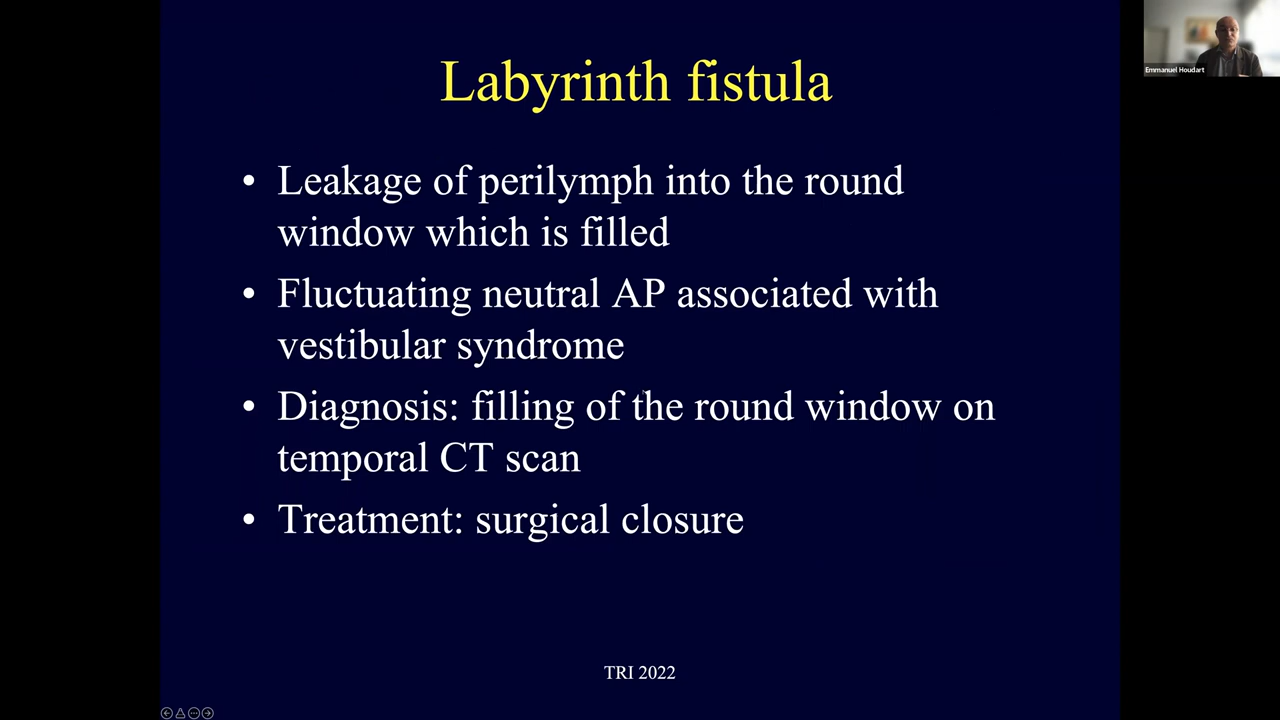 Labyrinth fistula
• Leakage of perilymph into the round
window which is filled
• Fluctuating neutral AP associated with
vestibular syndrome
• Diagnosis: filling of the round window on
temporal CT scan
• Treatment: surgical closure
TRI 2022
Emmanuel Houdart